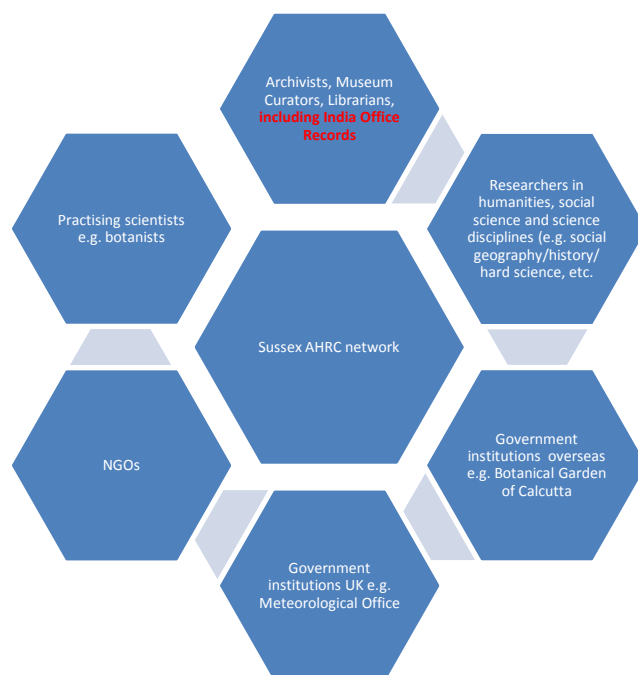 Archivists, Museum
Curators, Librarians,
including India Office
Records
Researchers in
humanities, social
science and science
disciplines (e.g. social
geography/history/
hard science, etc.
Practising scientists
e.g. botanists
Sussex AHRC network
Government
institutions  overseas
e.g. Botanical Garden
of Calcutta
NGOs
Government
institutions UK e.g.
Meteorological Office